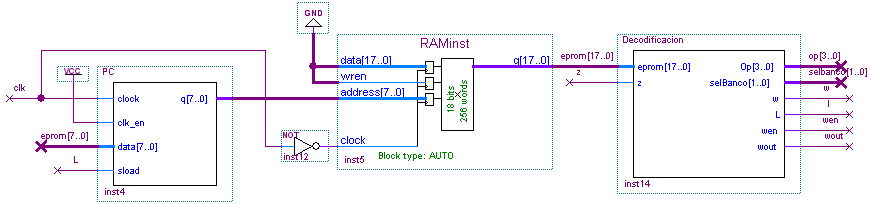 clk
VCC
PC
clock
q[7..0]
clk_en
eprom[7..0]
data[7..0]
L
sload
inst4
GND
NOT
inst12
RAMinst
data[17..0]
q[17..0]
wren
address[7..0]
18 bits
256 words
clock
inst5
Block type: AUTO
Decodificacion
eprom[17..0]
z
eprom[17..0]
z
Op[3..0]
selBanco[1..0]
w
L
wen
wout
inst14
op[3..0]
selbanco[1..0]
w
l
wen
wout